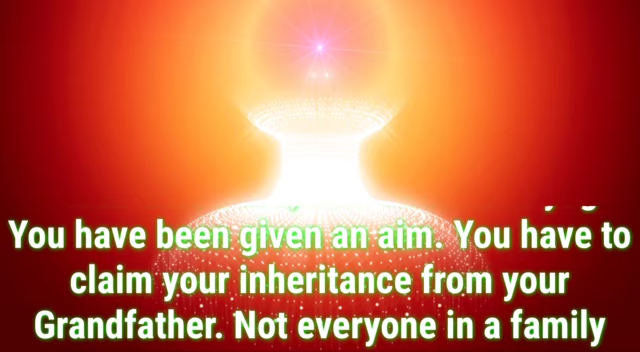 You have been given an aim. You have to
claim your inheritance from your
Grandfather. Not everyone in a family